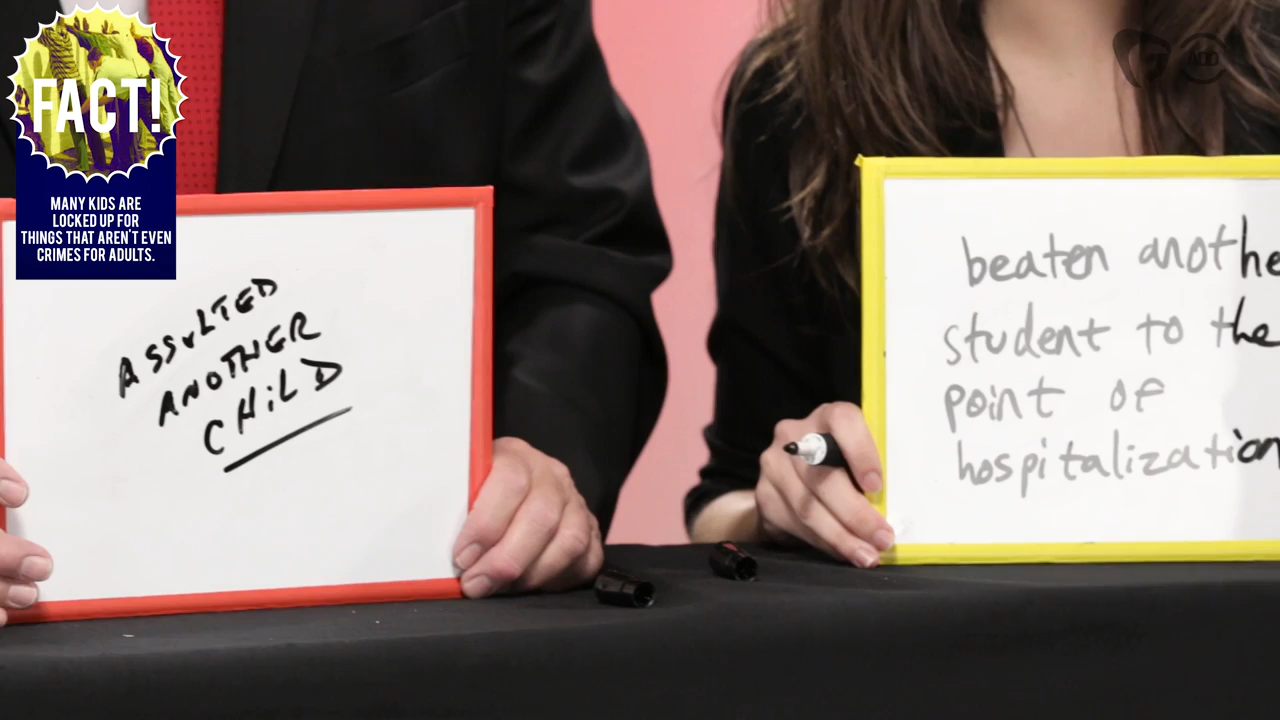 FACT!
MANY KIDS ARE
LOCKED UP FOR
THINGS THAT AREN'T EVEN
CRIMES FOR ADULTS.
ASSULTED
ANOTHER
CHILD
beaten anothe
student to the
point of
hospitalization